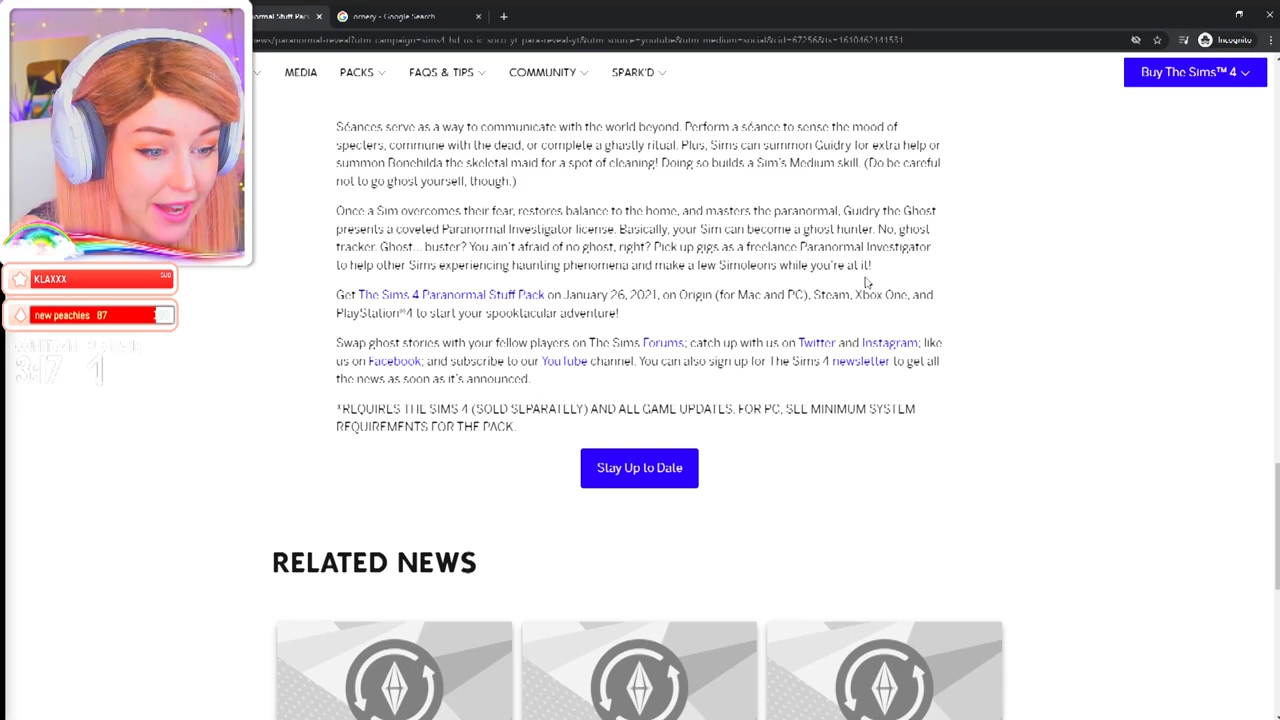 ornery - Google Search
Incognito
MEDIA PACKS FAQS & TIPS COMMUNITY SPARK'D
Buy The Sims™ 4
Séances serve as a way to communicate with the world beyond. Perform a séance to sense the mood of
specters, commune with the dead, or complete a ghastly ritual. Plus, Sims can summon Guidry for extra help or
summon Bonehilda the skeletal maid for a spot of cleaning! Doing so builds a Sim's Medium skill. (Do be careful
not to go ghost yourself, though.)
Once a Sim overcomes their fear, restores balance to the home, and masters the paranormal, Guidry the Ghost
presents a coveted Paranormal Investigator license. Basically, your Sim can become a ghost hunter. No, ghost
tracker. Ghost... buster? You ain't afraid of no ghost, right? Pick up gigs as a freelance Paranormal Investigator
to help other Sims experiencing haunting phenomena and make a few Simoleons while you're at it!
Get The Sims 4 Paranormal Stuff Pack on January 26, 2021, on Origin (for Mac and PC), Steam, Xbox One, and
PlayStation®4 to start your spooktacular adventure!
Swap ghost stories with your fellow players on The Sims Forums; catch up with us on Twitter and Instagram; like
us on Facebook; and subscribe to our YouTube channel. You can also sign up for The Sims 4 newsletter to get all
the news as soon as it's announced.
*REQUIRES THE SIMS 4 (SOLD SEPARATELY) AND ALL GAME UPDATES. FOR PC, SEE MINIMUM SYSTEM
REQUIREMENTS FOR THE PACK.
Stay Up to Date
RELATED NEWS
KLAXXX
new peachies 87